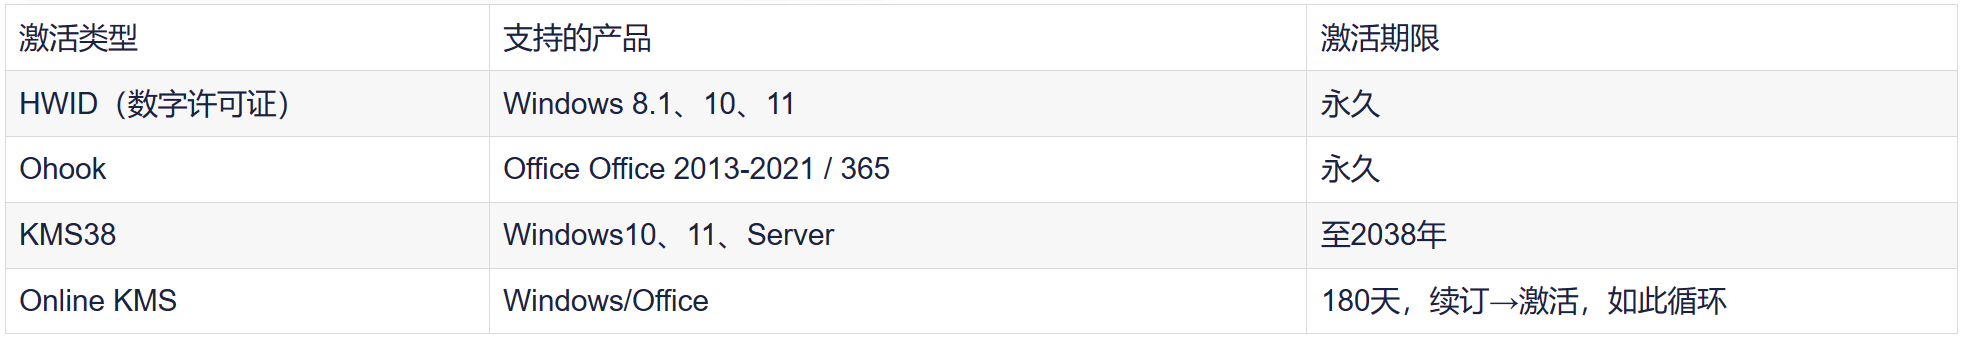 激活类型 支持的产品 激活期限
HWID（数字许可证） Windows 8.1、10、11 永久
Ohook Office Office 2013-2021 / 365 永久
KMS38 Windows10、11、Server 至2038年
Online KMS Windows/Office 180天，续订→激活，如此循环